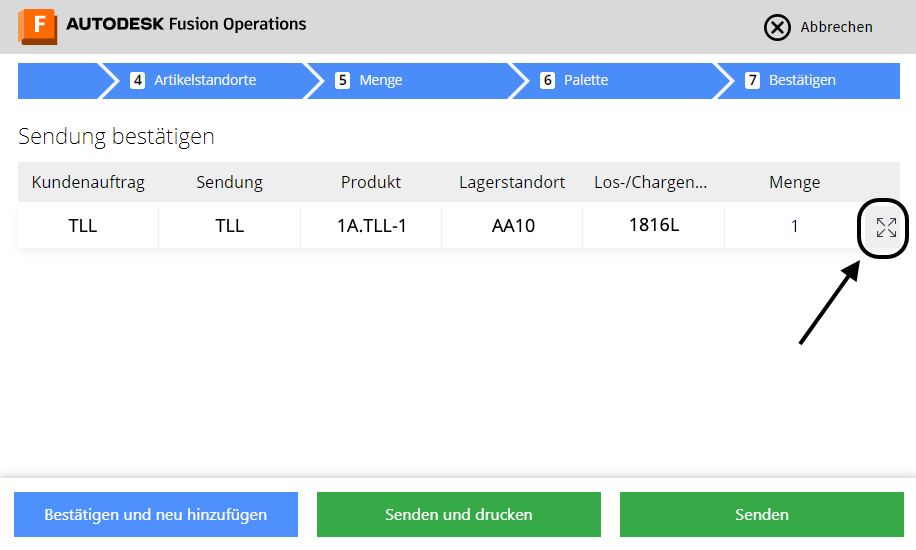 F AUTODESK Fusion Operations Abbrechen
4 Artikelstandorte 5 Menge 6 Palette 7 Bestätigen
Sendung bestätigen
Kundenauftrag Sendung Produkt Lagerstandort Los-/Chargen... Menge
TLL TLL 1A.TLL-1 AA10 1816L 1
Bestätigen und neu hinzufügen Senden und drucken Senden